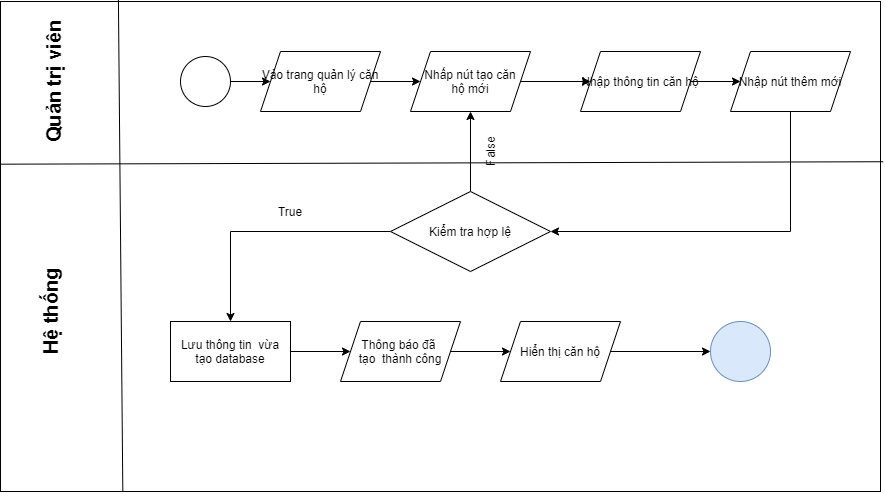 Quản trị viên
Vào trang quản lý căn
hộ
Nhấp nút tạo căn
hộ mới
Nhập thông tin căn hộ
Nhập nút thêm mới
False
Hệ thống
Kiểm tra hợp lệ
True
Lưu thông tin vừa
tạo database
Thông báo đã
tạo thành công
Hiển thị căn hộ